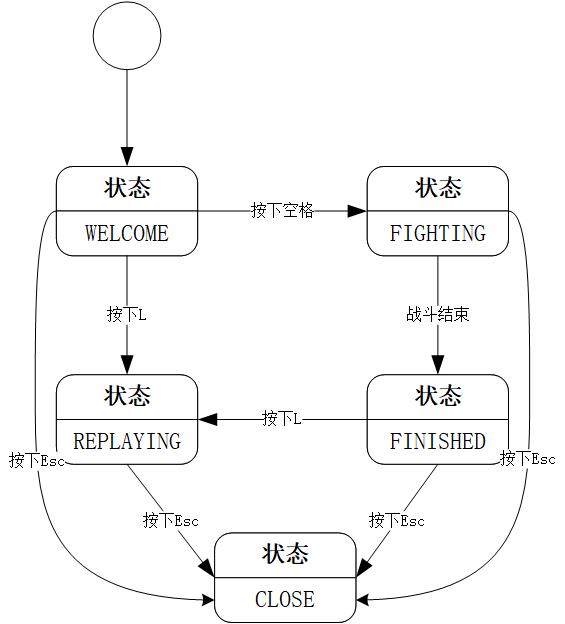 状态
WELCOME
按下空格
状态
FIGHTING
按下L
战斗结束
状态
REPLAYING
按下L
状态
FINISHED
按下Esc
按下Esc
按下Esc
按下Esc
状态
CLOSE